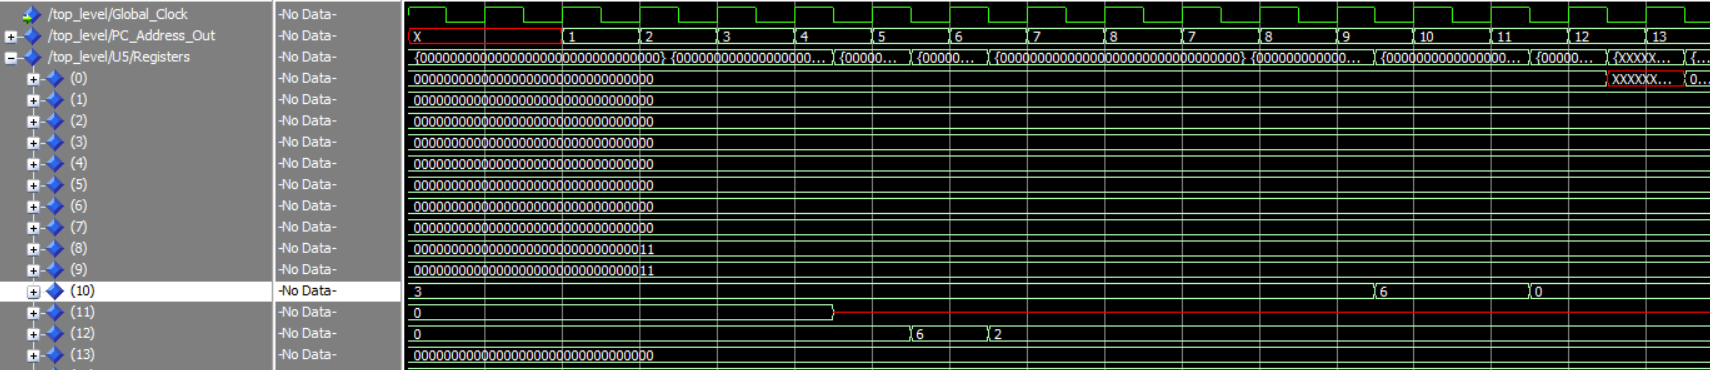 /top_level/Global_Clock -No Data-
/top_level/PC_Address_Out -No Data- X 1 2 3 4 5 6 7 8 7 8 9 10 11 12 13
/top_level/U5/Registers -No Data- {00000000000000000000000000000000} {0000000000000000000... {00000... {00000... {00000000000000000000000000000000} {000000000000... {0000000000000000... {00000... {XXXXX... {...
(0) -No Data- 00000000000000000000000000000000 XXXXXX... 0...
(1) -No Data- 00000000000000000000000000000000
(2) -No Data- 00000000000000000000000000000000
(3) -No Data- 00000000000000000000000000000000
(4) -No Data- 00000000000000000000000000000000
(5) -No Data- 00000000000000000000000000000000
(6) -No Data- 00000000000000000000000000000000
(7) -No Data- 00000000000000000000000000000000
(8) -No Data- 00000000000000000000000000000011
(9) -No Data- 00000000000000000000000000000011
(10) -No Data- 3 6 0
(11) -No Data- 0
(12) -No Data- 0 6 2
(13) -No Data- 00000000000000000000000000000000